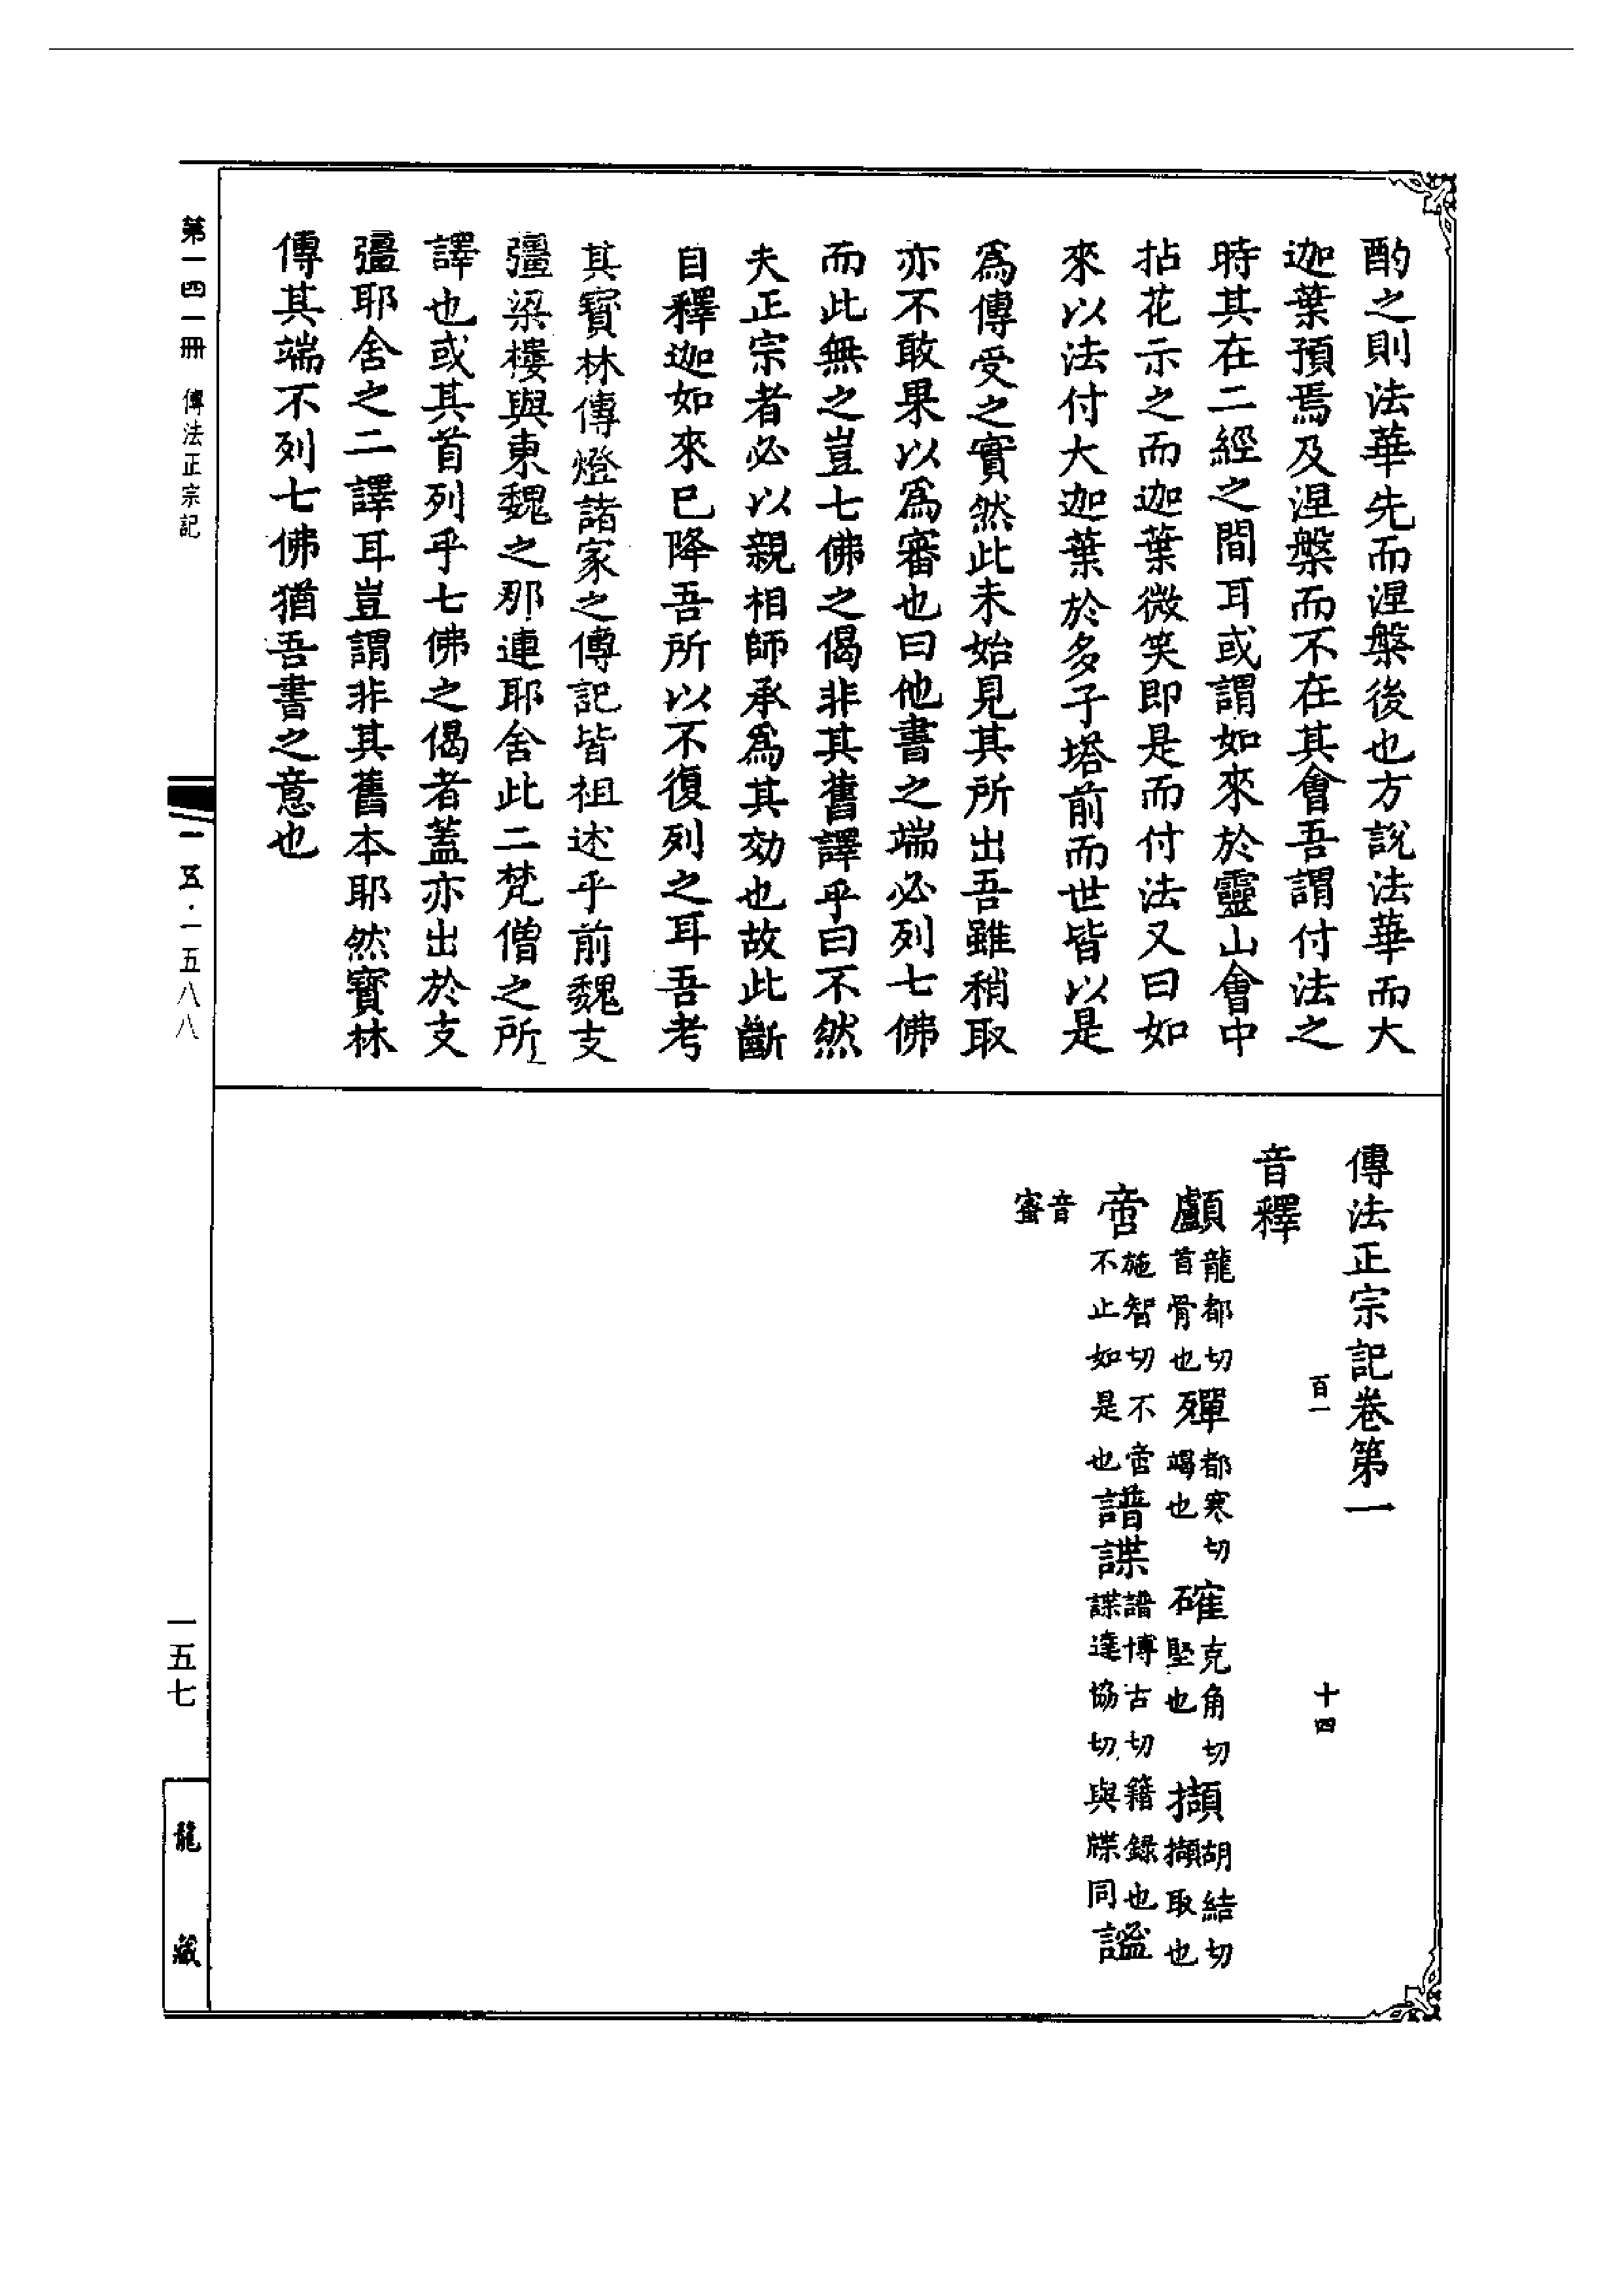 酌之則法華先而涅槃後也方說法華而大
迦葉預焉及涅槃而不在其會吾謂付法之
時其在二經之間耳或謂如來於靈山會中
拈花示之而迦葉微笑即是而付法又曰如
來以法付大迦葉於多子塔前而世皆以是
為傳受之實然此未始見其所出吾雖稍取
亦不敢果以為審也曰他書之端必列七佛
而此無之豈七佛之偈非其舊譯乎曰不然
夫正宗者必以親相師承為其効也故此斷
自釋迦如來已降吾所以不復列之耳吾考
其寶林傳燈諸家之傳記皆祖述乎前魏支
彊梁樓與東魏之那連耶舍此二梵僧之所
譯也或其首列乎七佛之偈者蓋亦出於支
彊耶舍之二譯耳豈謂非其舊本耶然寶林
傳其端不列七佛猶吾書之意也
傳法正宗記卷第一
百一 十四
音釋
顱龍都切首骨也 殫都寒切竭也 確克角切堅也 擷胡結切擷取也
啻施智切不啻不止如是也 譜諜譜博古切籍錄也諜達協切與牒同 謐
音蜜
第一四一冊 傳法正宗記
一五·一五八八
一五七
龍藏